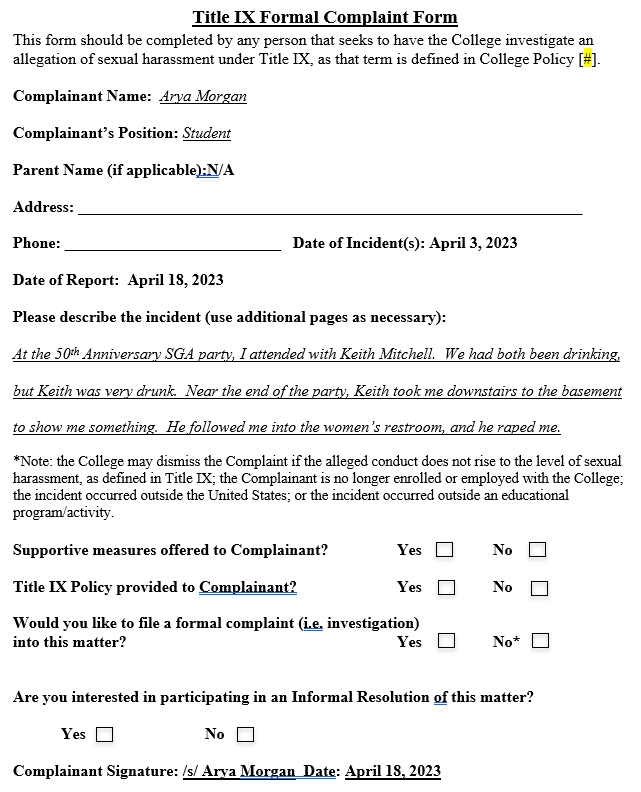 Title IX Formal Complaint Form
This form should be completed by any person that seeks to have the College investigate an
allegation of sexual harassment under Title IX, as that term is defined in College Policy [#].
Complainant Name: Arya Morgan
Complainant's Position: Student
Parent Name (if applicable):N/A
Address: ___
Phone: ___ Date of Incident(s): April 3, 2023
Date of Report: April 18, 2023
Please describe the incident (use additional pages as necessary):
At the 50th Anniversary SGA party, I attended with Keith Mitchell. We had both been drinking,
but Keith was very drunk. Near the end of the party, Keith took me downstairs to the basement
to show me something. He followed me into the women's restroom, and he raped me.
*Note: the College may dismiss the Complaint if the alleged conduct does not rise to the level of sexual
harassment, as defined in Title IX; the Complainant is no longer enrolled or employed with the College;
the incident occurred outside the United States; or the incident occurred outside an educational
program/activity.
Supportive measures offered to Complainant? Yes ☐ No ☐
Title IX Policy provided to Complainant? Yes ☐ No ☐
Would you like to file a formal complaint (i.e. investigation)
into this matter? Yes ☐ No* ☐
Are you interested in participating in an Informal Resolution of this matter?
Yes ☐ No ☐
Complainant Signature: /s/ Arya Morgan Date: April 18, 2023